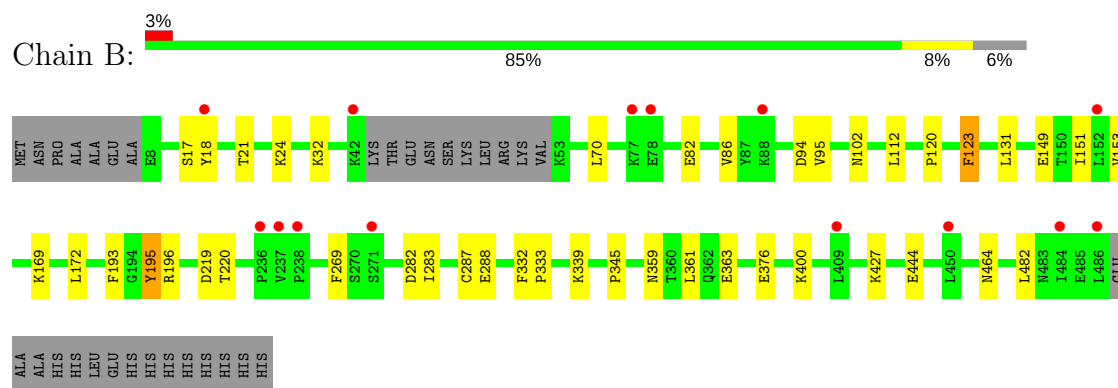 3%
Chain B:
85% 8% 6%
MET ASN PRO ALA ALA GLU ALA E8 S17 Y18 T21 K24 K32 K42 LYS THR GLU ASN SER LYS LEU ARG LYS VAL K53 L70 K77 E78 E82 V86 Y87 K88 D94 V95 N102 L112 P120 F123 L131 E149 T150 I151 L152 V153
K169 L172 F193 G194 Y195 R196 D219 T220 P236 V237 P238 F269 S270 S271 D282 I283 C287 E288 F332 P333 K339 P345 N359 T360 L361 Q362 E363 E376 K400 L409 K427 E444 L450 N464 L482 N483 I484 E485 L486 GLU
ALA ALA HIS HIS LEU GLU HIS HIS HIS HIS HIS HIS HIS HIS